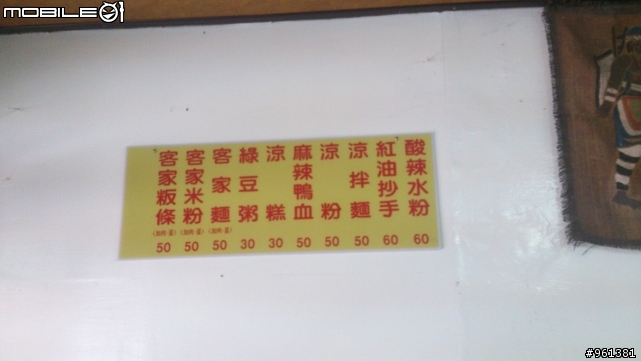 MOBILE01
酸辣水粉 60
紅油抄手 60
涼拌麵 50
涼粉 50
麻辣鴨血 50
涼糕 30
綠豆粥 30
客家麵 50
客家米粉 50
客家粄條 50
#961381